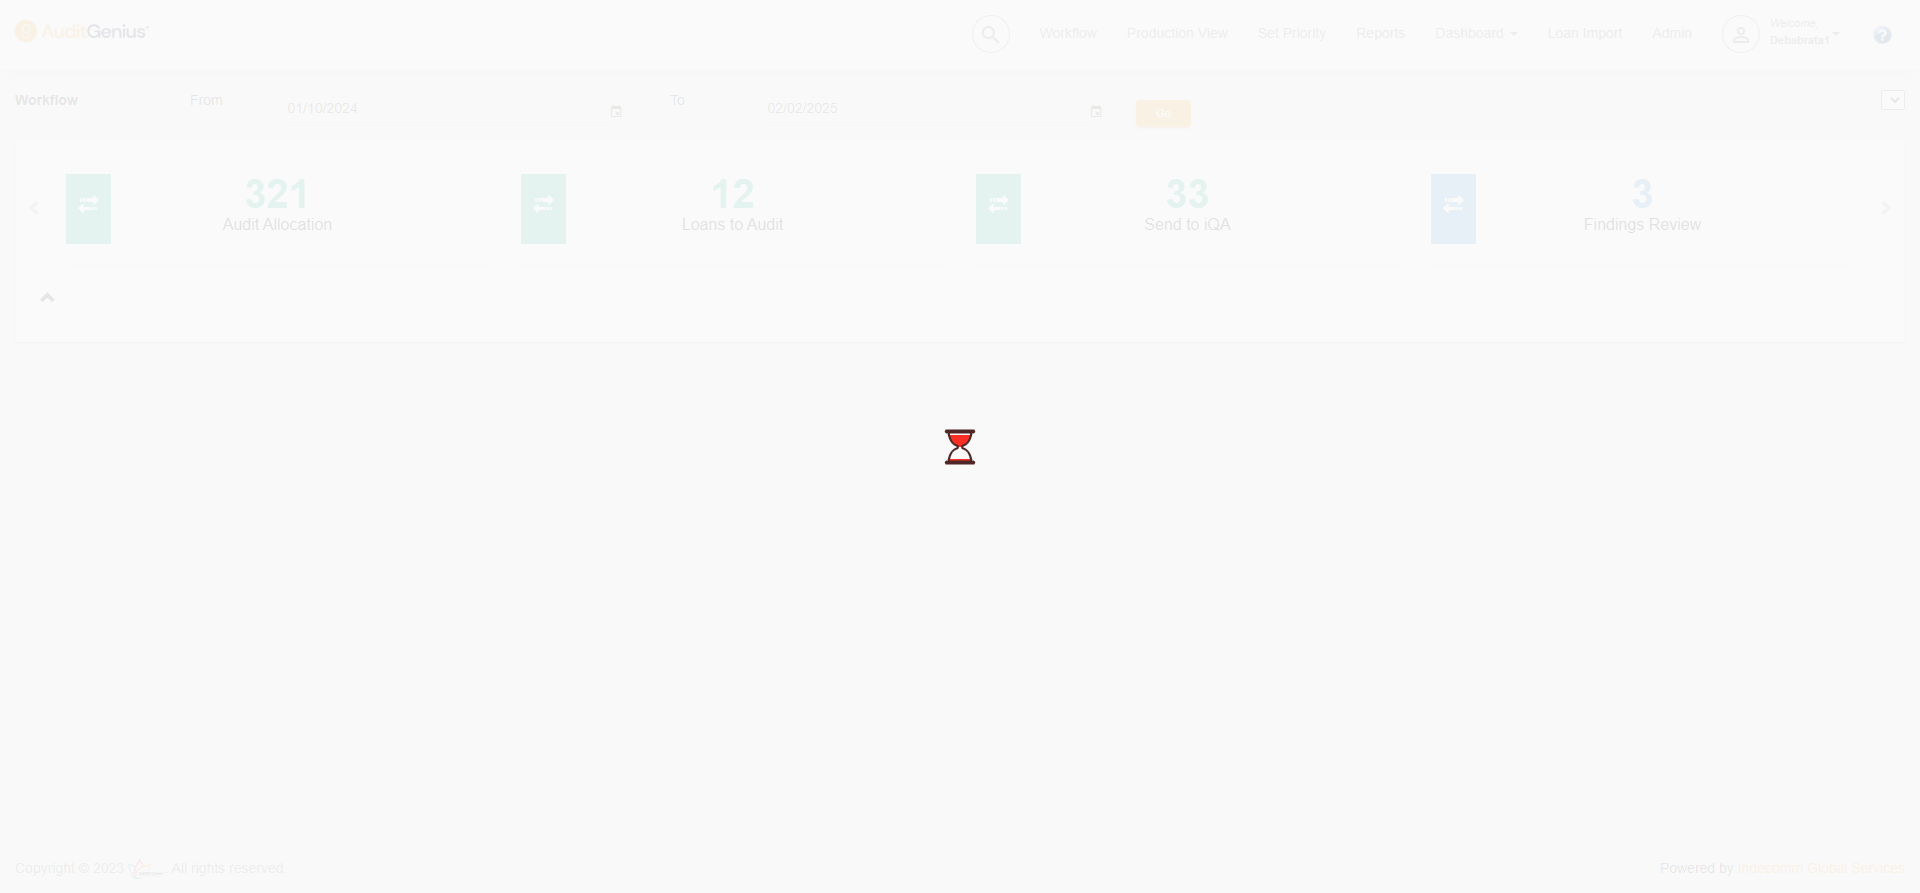 AuditGenius
Workflow
Production View
Set Priority
Reports
Dashboard
Loan Import
Admin
Welcome,
Debabrata1
Workflow
From
01/10/2024
To
02/02/2025
Go
321
Audit Allocation
12
Loans to Audit
33
Send to iQA
3
Findings Review
Copyright © 2023 . All rights reserved.
Powered by Indecomm Global Services